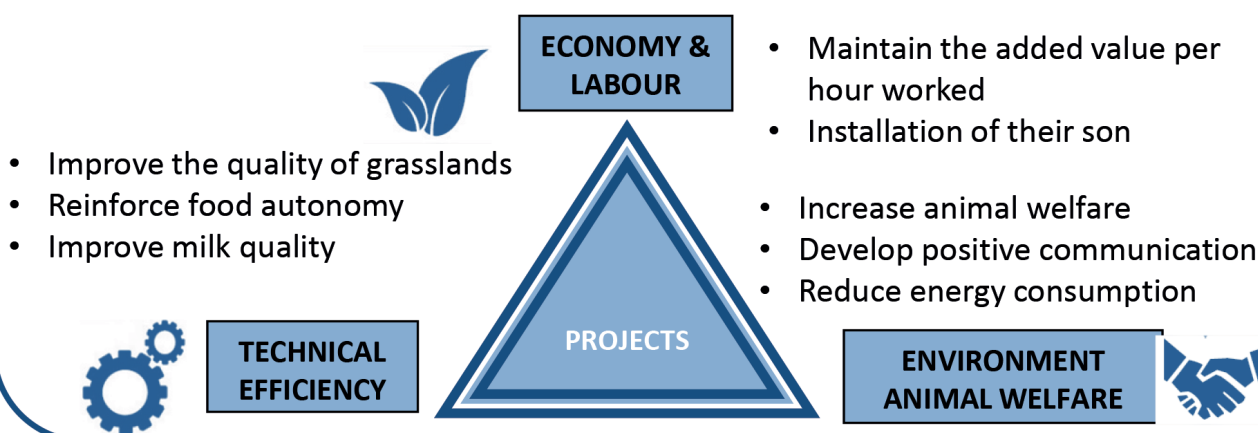 ECONOMY &
LABOUR
• Maintain the added value per
hour worked
• Installation of their son
• Improve the quality of grasslands
• Reinforce food autonomy
• Improve milk quality
• Increase animal welfare
• Develop positive communication
• Reduce energy consumption
PROJECTS
TECHNICAL
EFFICIENCY
ENVIRONMENT
ANIMAL WELFARE